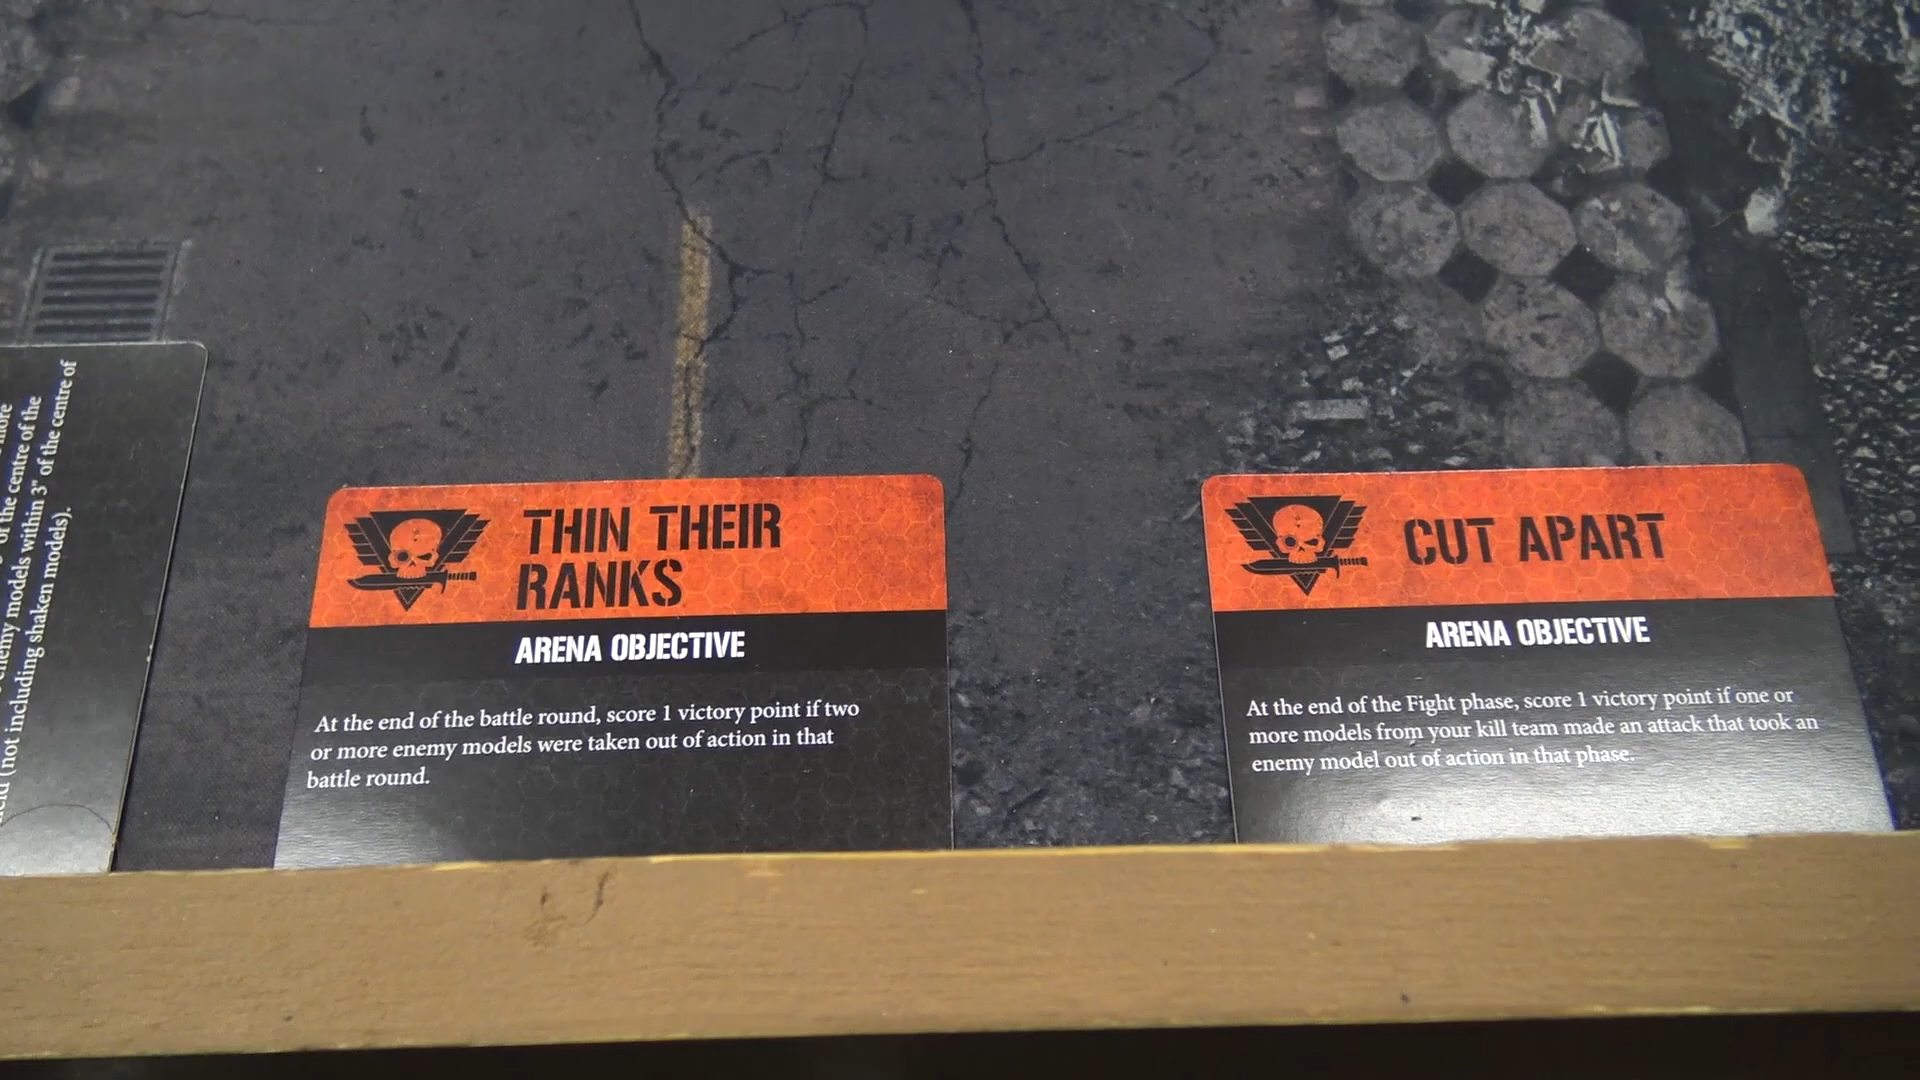 more
of the centre of the
enemy models within 3" of the centre of
(not including shaken models).
THIN THEIR
RANKS
ARENA OBJECTIVE
At the end of the battle round, score 1 victory point if two
or more enemy models were taken out of action in that
battle round.
CUT APART
ARENA OBJECTIVE
At the end of the Fight phase, score 1 victory point if one or
more models from your kill team made an attack that took an
enemy model out of action in that phase.